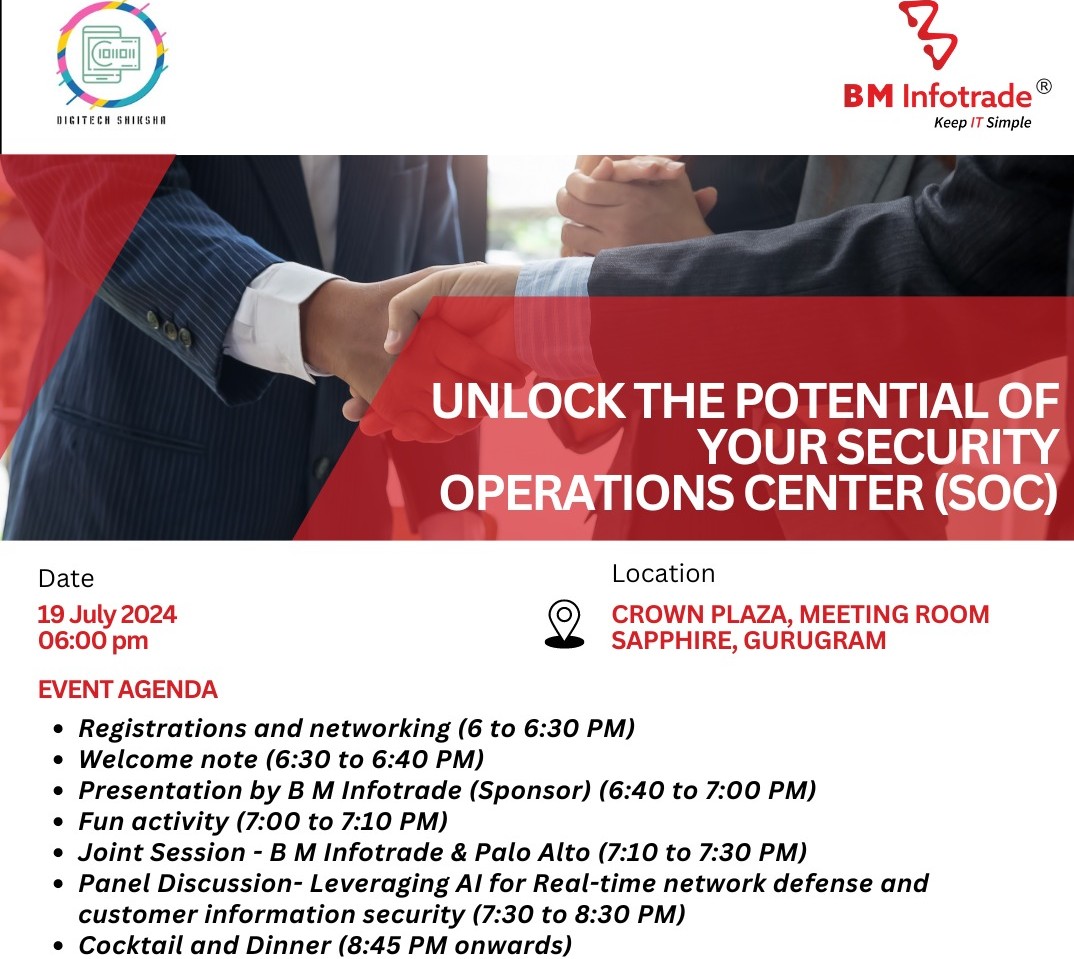 DIGITECH SHIKSHA
BM Infotrade®
Keep IT Simple
UNLOCK THE POTENTIAL OF
YOUR SECURITY
OPERATIONS CENTER (SOC)
Date
19 July 2024
06:00 pm
Location
CROWN PLAZA, MEETING ROOM
SAPPHIRE, GURUGRAM
EVENT AGENDA
• Registrations and networking (6 to 6:30 PM)
• Welcome note (6:30 to 6:40 PM)
• Presentation by B M Infotrade (Sponsor) (6:40 to 7:00 PM)
• Fun activity (7:00 to 7:10 PM)
• Joint Session - B M Infotrade & Palo Alto (7:10 to 7:30 PM)
• Panel Discussion- Leveraging AI for Real-time network defense and
customer information security (7:30 to 8:30 PM)
• Cocktail and Dinner (8:45 PM onwards)